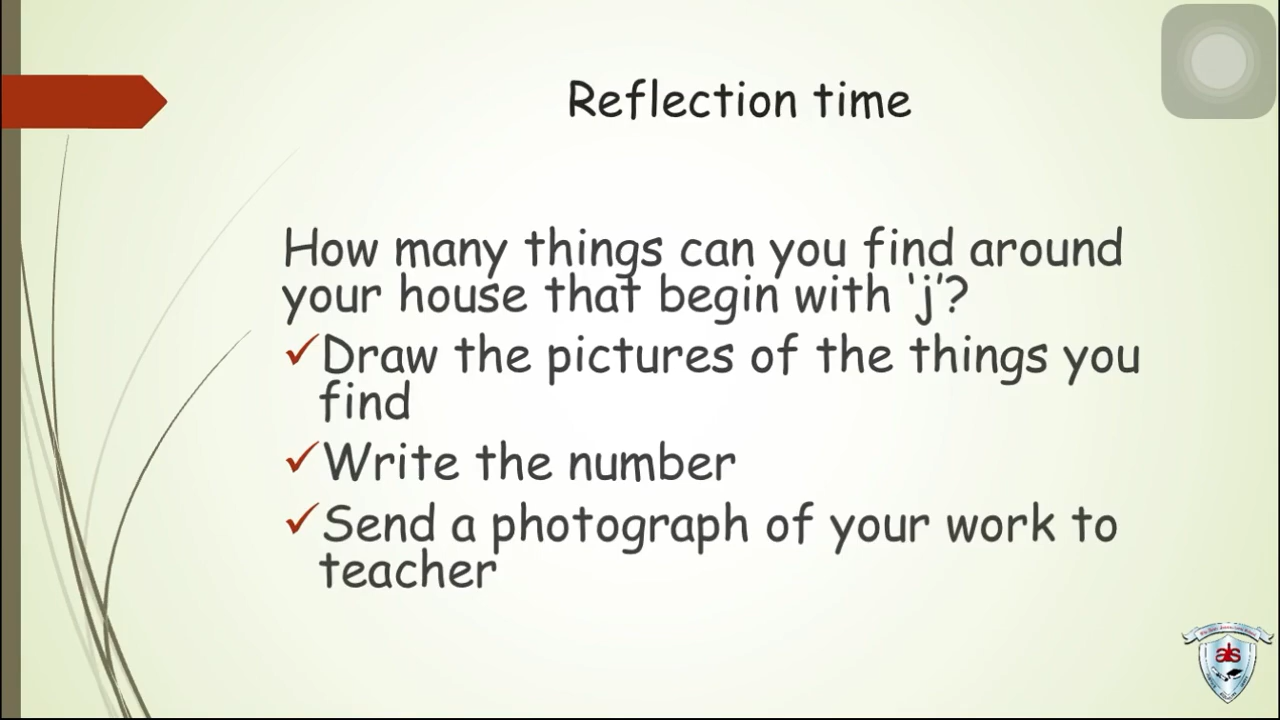 Reflection time
How many things can you find around
your house that begin with ‘j’?
✓Draw the pictures of the things you
find
✓Write the number
✓Send a photograph of your work to
teacher
als